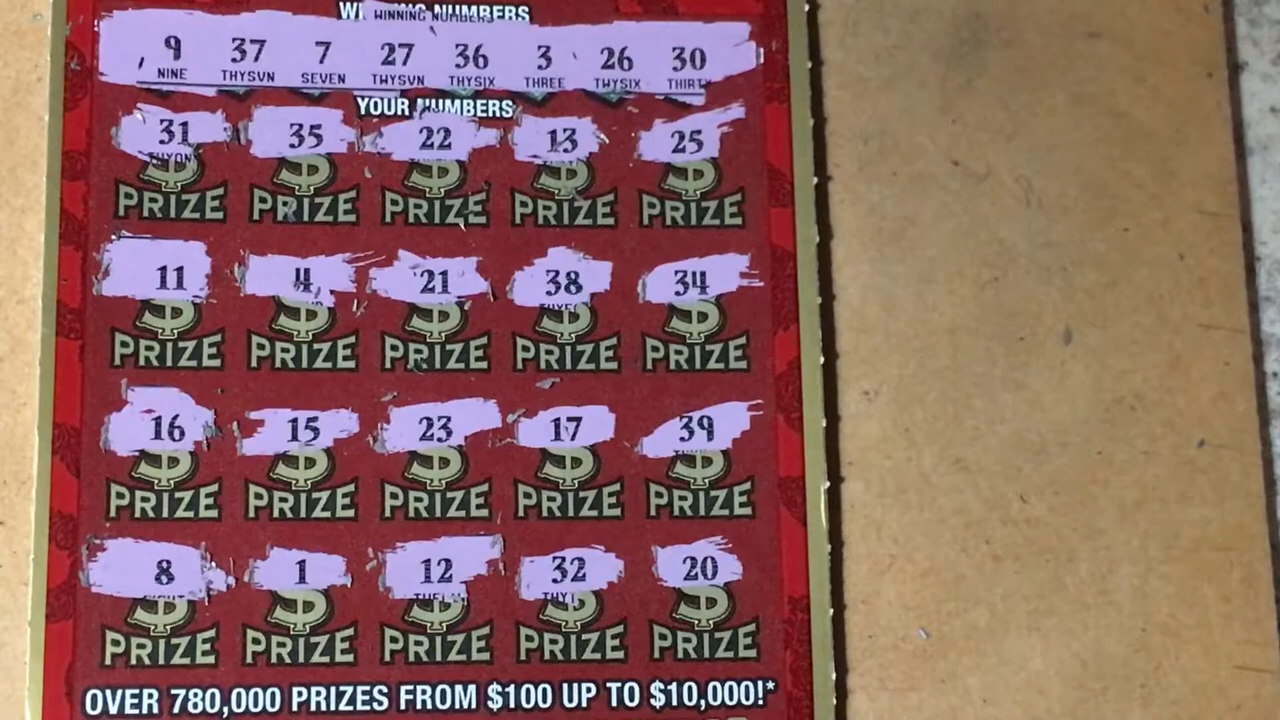 WINNING NUMBERS
9 37 7 27 36 3 26 30
NINE THYSVN SEVEN TWYSVN THYSIX THREE TWYSIX THIRTY
YOUR NUMBERS
31 35 22 13 25
$ $ $ $ $
PRIZE PRIZE PRIZE PRIZE PRIZE
11 4 21 38 34
$ $ $ $ $
PRIZE PRIZE PRIZE PRIZE PRIZE
16 15 23 17 39
$ $ $ $ $
PRIZE PRIZE PRIZE PRIZE PRIZE
8 1 12 32 20
$ $ $ $ $
PRIZE PRIZE PRIZE PRIZE PRIZE
OVER 780,000 PRIZES FROM $100 UP TO $10,000!*